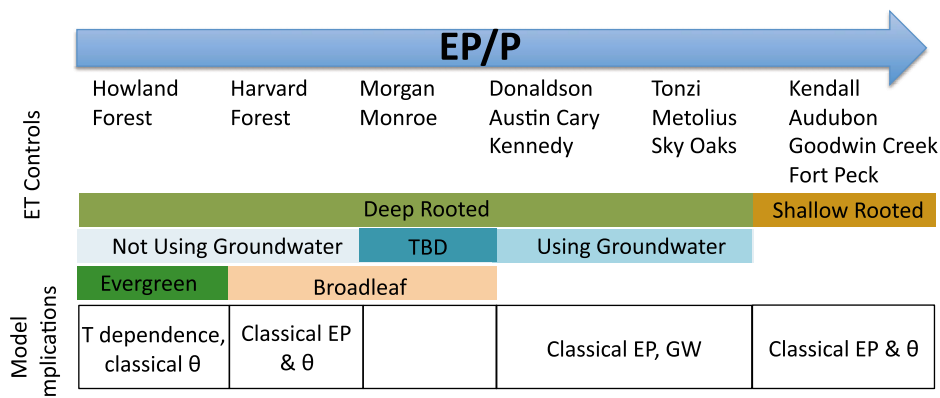 EP/P
Howland
Forest
Harvard
Forest
Morgan
Monroe
Donaldson
Austin Cary
Kennedy
Tonzi
Metolius
Sky Oaks
Kendall
Audubon
Goodwin Creek
Fort Peck
ET Controls
Deep Rooted
Shallow Rooted
Not Using Groundwater
TBD
Using Groundwater
Evergreen
Broadleaf
Model
mplications
T dependence,
classical θ
Classical EP
& θ
Classical EP, GW
Classical EP & θ